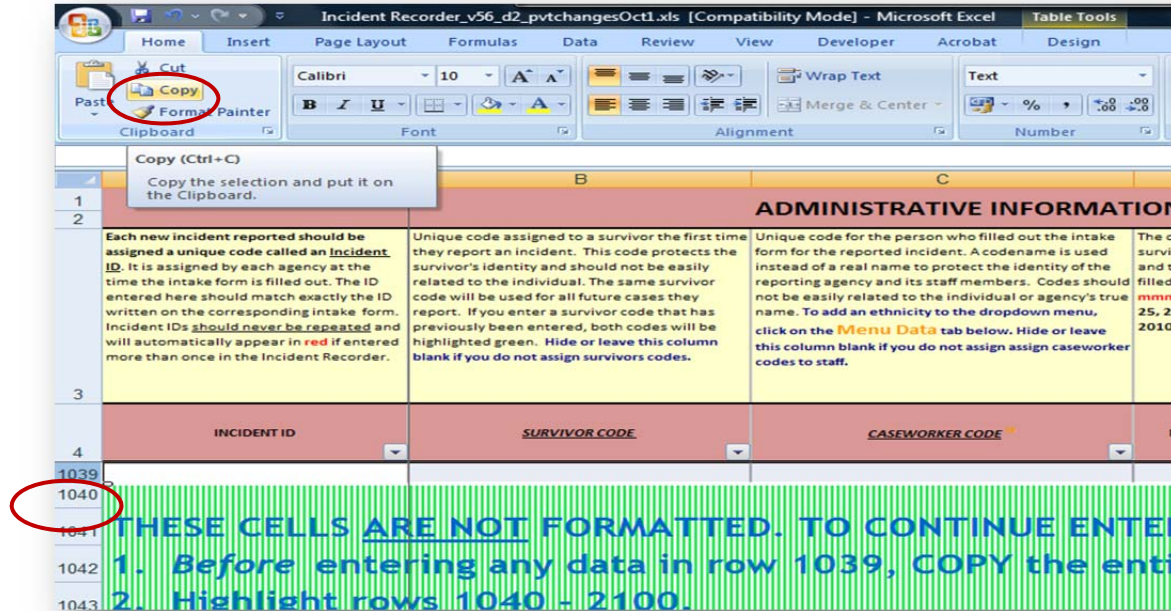 Incident Recorder_v56_d2_pvtchangesOct1.xls [Compatibility Mode] - Microsoft Excel Table Tools
Home Insert Page Layout Formulas Data Review View Developer Acrobat Design
Cut
Copy
Format Painter
Paste
Calibri 10 A A Wrap Text Text
B I U A Merge & Center % , .00 .00
Clipboard Font Alignment Number
Copy (Ctrl+C)
Copy the selection and put it on
the Clipboard.
B C
1
2
ADMINISTRATIVE INFORMATION
Each new incident reported should be
assigned a unique code called an Incident
ID. It is assigned by each agency at the
time the intake form is filled out. The ID
entered here should match exactly the ID
written on the corresponding intake form.
Incident IDs should never be repeated and
will automatically appear in red if entered
more than once in the Incident Recorder.
Unique code assigned to a survivor the first time
they report an incident. This code protects the
survivor's identity and should not be easily
related to the individual. The same survivor
code will be used for all future cases they
report. If you enter a survivor code that has
previously been entered, both codes will be
highlighted green. Hide or leave this column
blank if you do not assign survivors codes.
Unique code for the person who filled out the intake
form for the reported incident. A codename is used
instead of a real name to protect the identity of the
reporting agency and its staff members. Codes should
not be easily related to the individual or agency's true
name. To add an ethnicity to the dropdown menu,
click on the Menu Data tab below. Hide or leave
this column blank if you do not assign assign caseworker
codes to staff.
The
survi
and t
filled
mmm
25, 2
2010
3
4 INCIDENT ID SURVIVOR CODE CASEWORKER CODE
1039
1040
1041 THESE CELLS ARE NOT FORMATTED. TO CONTINUE ENTE
1042 1. Before entering any data in row 1039, COPY the enti
1043 2. Highlight rows 1040 - 2100.